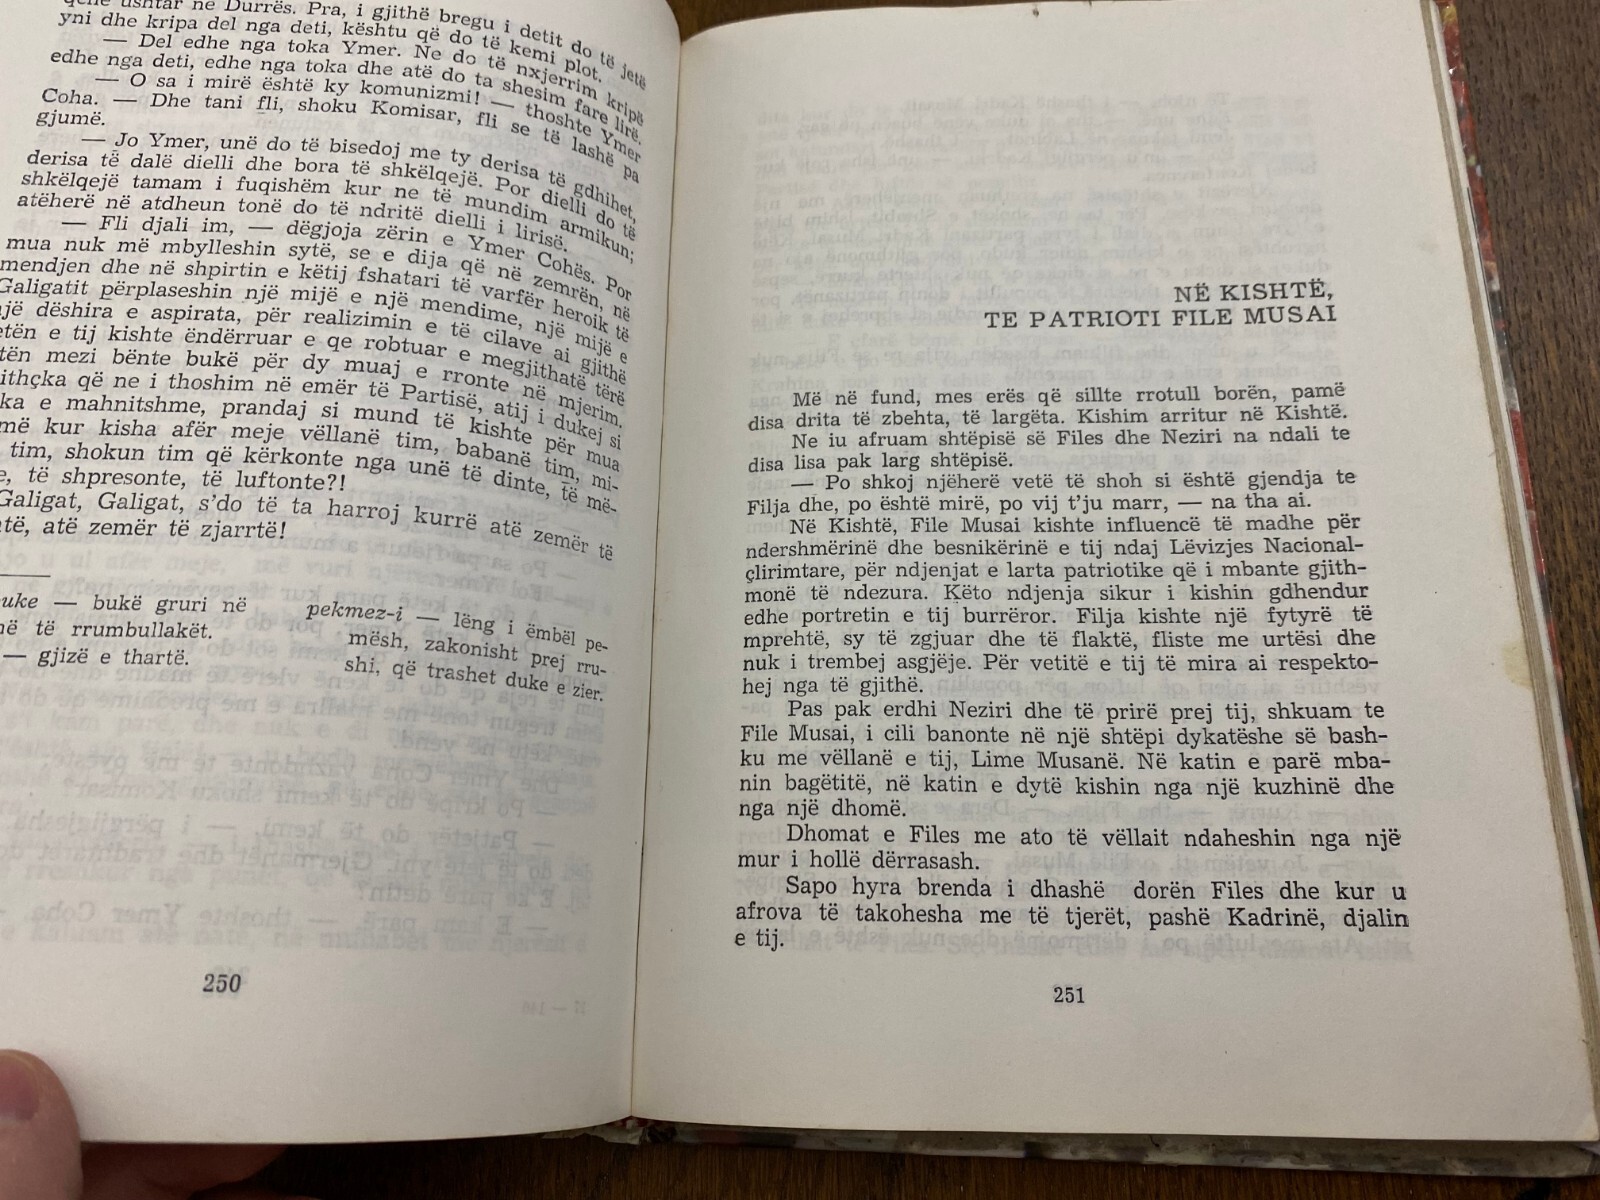 ushtar në Durrës. Pra, i gjithë bregu i detit do të jetë
yni dhe kripa del nga deti, kështu që do të kemi plot.
— Del edhe nga toka Ymer. Ne do të nxjerrim kripë
edhe nga deti, edhe nga toka dhe atë do ta shesim fare lirë.
— O sa i mirë është ky komunizmi! — thoshte Ymer
Coha. — Dhe tani fli, shoku Komisar, fli se të lashë pa
gjumë.
— Jo Ymer, unë do të bisedoj me ty derisa të gdhihet,
derisa të dalë dielli dhe bora të shkëlqejë. Por dielli do të
shkëlqejë tamam i fuqishëm kur ne të mundim armikun;
atëherë në atdheun tonë do të ndritë dielli i lirisë.
— Fli djali im, — dëgjoja zërin e Ymer Cohës. Por
mua nuk më mbylleshin sytë, se e dija që në zemrën, në
mendjen dhe në shpirtin e këtij fshatari të varfër heroik të
Galigatit përplaseshin një mijë e një mendime, një mijë e
një dëshira e aspirata, për realizimin e të cilave ai gjithë
etën e tij kishte ëndërruar e qe robtuar e megjithatë tërë
tën mezi bënte bukë për dy muaj e rronte në mjerim.
ithçka që ne i thoshim në emër të Partisë, atij i dukej si
ka e mahnitshme, prandaj si mund të kishte për mua
më kur kisha afër meje vëllanë tim, babanë tim, mi-
tim, shokun tim që kërkonte nga unë të dinte, të më-
e, të shpresonte, të luftonte?!
Galigat, Galigat, s'do të ta harroj kurrë atë zemër të
të, atë zemër të zjarrtë!
uke — bukë gruri në
në të rrumbullakët.
— gjizë e thartë.
pekmez-i — lëng i ëmbël pe-
mësh, zakonisht prej rru-
shi, që trashet duke e zier.
250
NË KISHTË,
TE PATRIOTI FILE MUSAI
Më në fund, mes erës që sillte rrotull borën, pamë
disa drita të zbehta, të largëta. Kishim arritur në Kishtë.
Ne iu afruam shtëpisë së Files dhe Neziri na ndali te
disa lisa pak larg shtëpisë.
— Po shkoj njëherë vetë të shoh si është gjendja te
Filja dhe, po është mirë, po vij t'ju marr, — na tha ai.
Në Kishtë, File Musai kishte influencë të madhe për
ndershmërinë dhe besnikërinë e tij ndaj Lëvizjes Nacional-
çlirimtare, për ndjenjat e larta patriotike që i mbante gjith-
monë të ndezura. Këto ndjenja sikur i kishin gdhendur
edhe portretin e tij burrëror. Filja kishte një fytyrë të
mprehtë, sy të zgjuar dhe të flaktë, fliste me urtësi dhe
nuk i trembej asgjëje. Për vetitë e tij të mira ai respekto-
hej nga të gjithë.
Pas pak erdhi Neziri dhe të prirë prej tij, shkuam te
File Musai, i cili banonte në një shtëpi dykatëshe së bash-
ku me vëllanë e tij, Lime Musanë. Në katin e parë mba-
nin bagëtitë, në katin e dytë kishin nga një kuzhinë dhe
nga një dhomë.
Dhomat e Files me ato të vëllait ndaheshin nga një
mur i hollë dërrasash.
Sapo hyra brenda i dhashë dorën Files dhe kur u
afrova të takohesha me të tjerët, pashë Kadrinë, djalin
e tij.
251